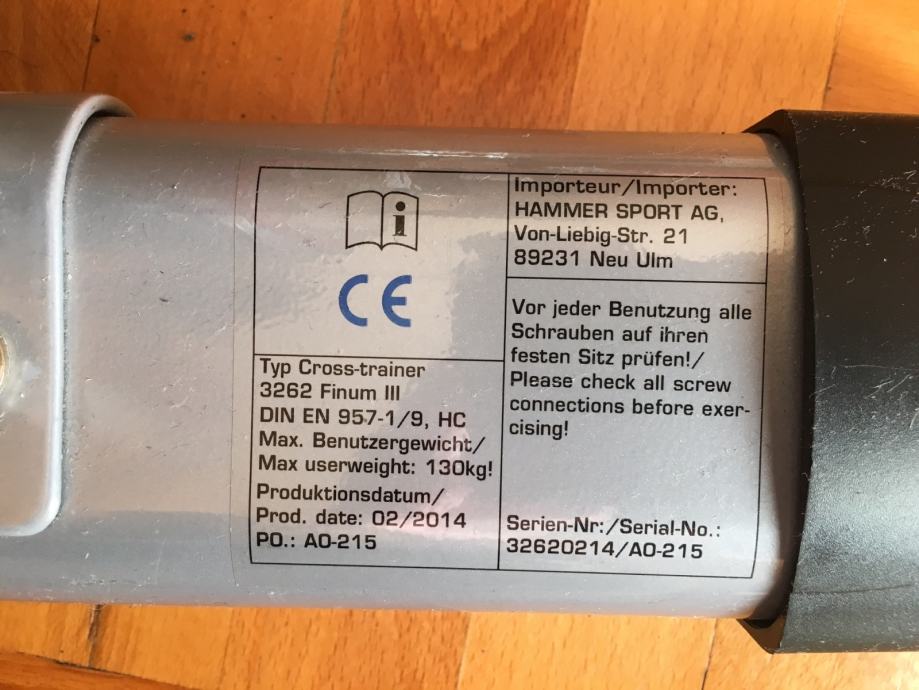 i
CE
Typ Cross-trainer
3262 Finum III
DIN EN 957-1/9, HC
Max. Benutzergewicht/
Max userweight: 130kg!
Produktionsdatum/
Prod. date: 02/2014
PO.: AO-215
Importeur/Importer:
HAMMER SPORT AG,
Von-Liebig-Str. 21
89231 Neu Ulm
Vor jeder Benutzung alle
Schrauben auf ihren
festen Sitz prüfen!/
Please check all screw
connections before exer-
cising!
Serien-Nr:/Serial-No.:
32620214/AO-215